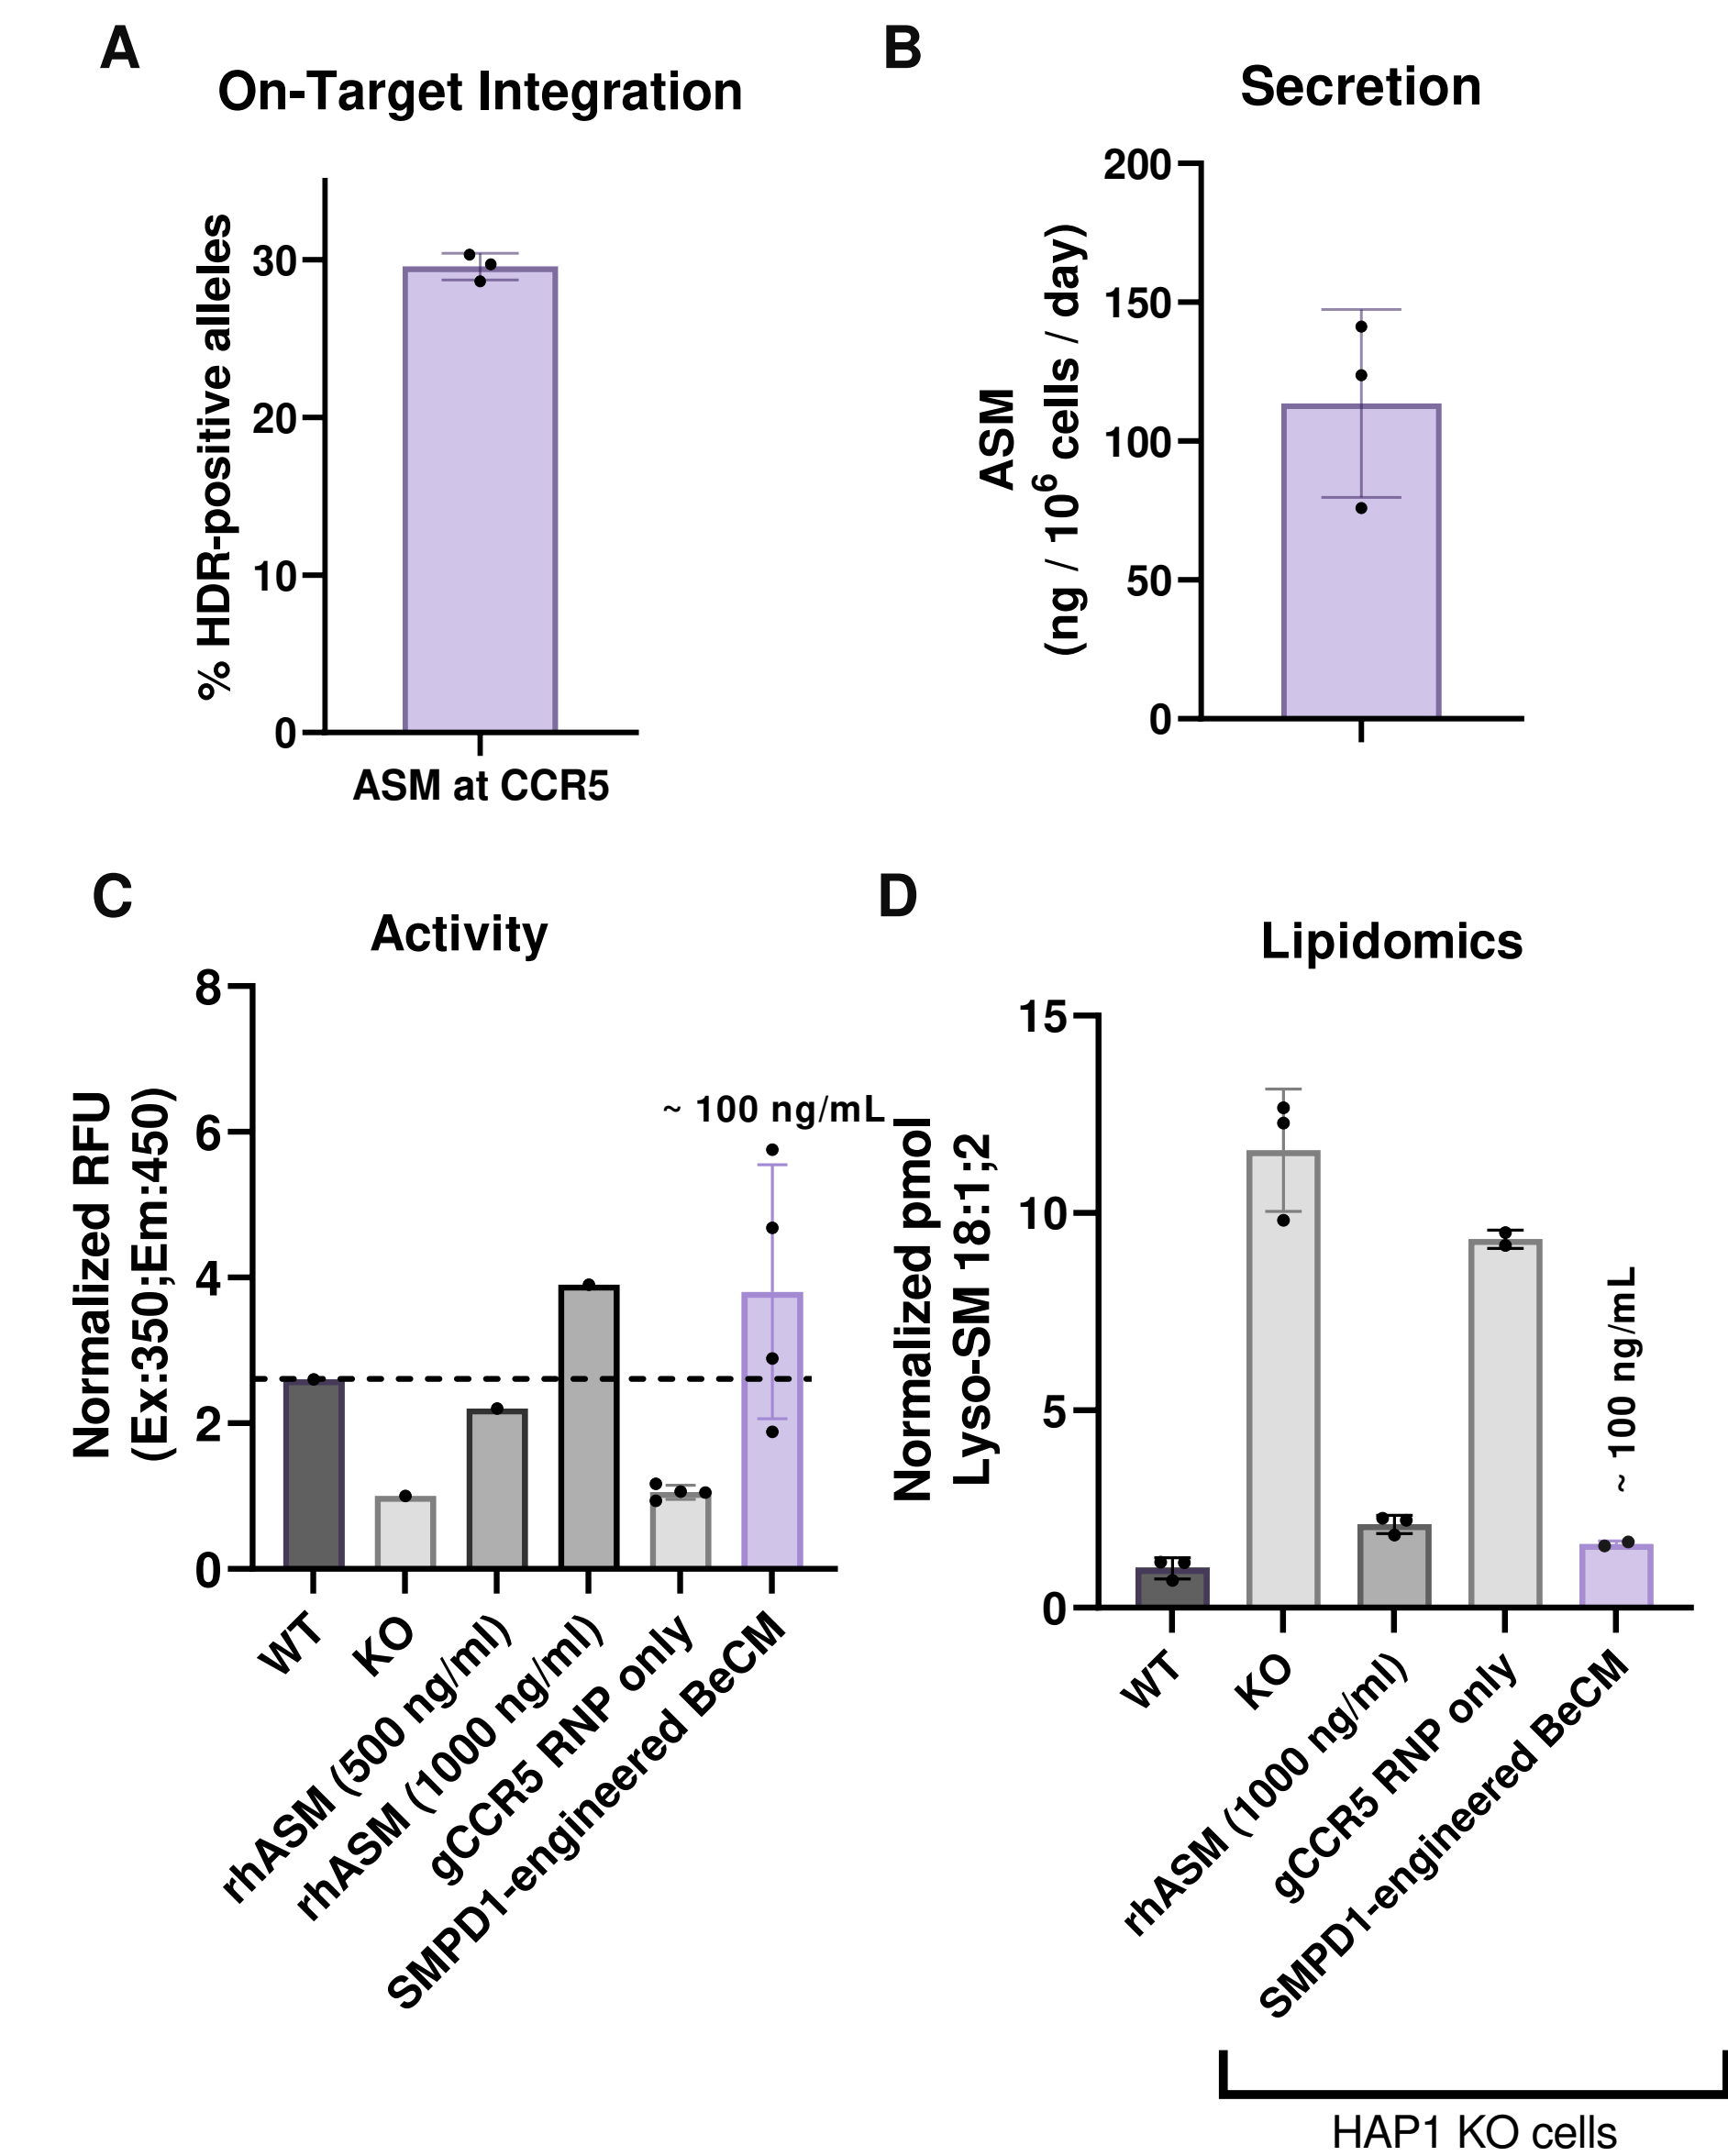 A
On-Target Integration
% HDR-positive alleles
30
20
10
0
ASM at CCR5
B
Secretion
ASM
(ng / 10⁶ cells / day)
200
150
100
50
0
C
Activity
Normalized RFU
(Ex:350;Em:450)
8
6
4
2
0
~ 100 ng/mL
WT
KO
rhASM (500 ng/ml)
rhASM (1000 ng/ml)
gCCR5 RNP only
SMPD1-engineered BeCM
D
Lipidomics
Normalized pmol
Lyso-SM 18:1;2
15
10
5
0
~ 100 ng/mL
WT
KO
rhASM (1000 ng/ml)
gCCR5 RNP only
SMPD1-engineered BeCM
HAP1 KO cells